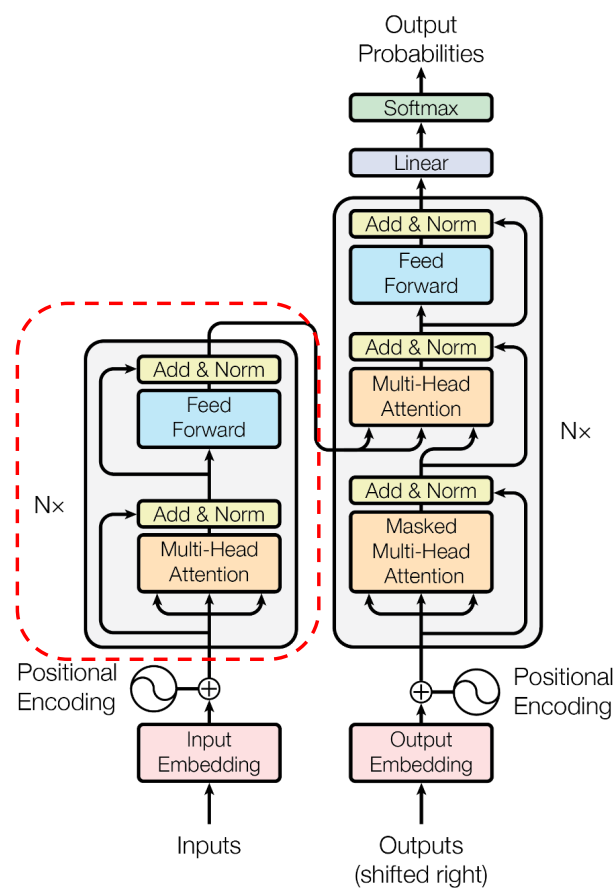 Output
Probabilities
Softmax
Linear
Add & Norm
Feed
Forward
Add & Norm
Multi-Head
Attention
Add & Norm
Masked
Multi-Head
Attention
N×
Add & Norm
Feed
Forward
Add & Norm
Multi-Head
Attention
N×
Positional
Encoding
Positional
Encoding
Input
Embedding
Output
Embedding
Inputs
Outputs
(shifted right)